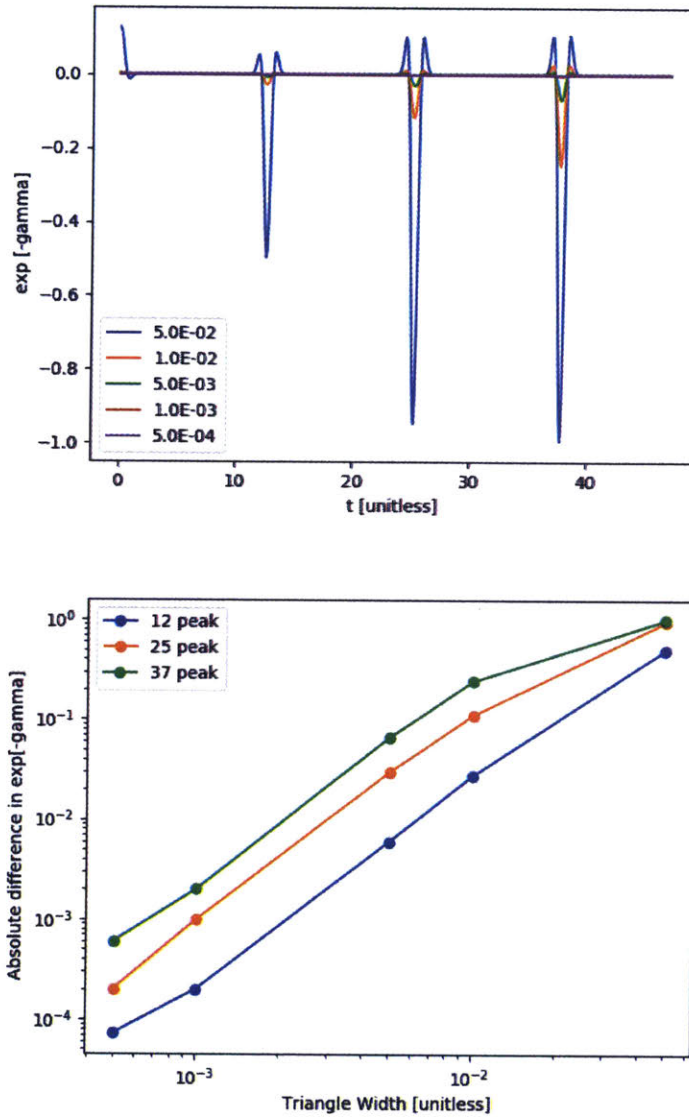 0.0
−0.2
−0.4
−0.6
−0.8
−1.0
exp [-gamma]
5.0E-02
1.0E-02
5.0E-03
1.0E-03
5.0E-04
0 10 20 30 40
t [unitless]
12 peak
25 peak
37 peak
10⁰
10⁻¹
10⁻²
10⁻³
10⁻⁴
Absolute difference in exp[-gamma]
10⁻³ 10⁻²
Triangle Width [unitless]